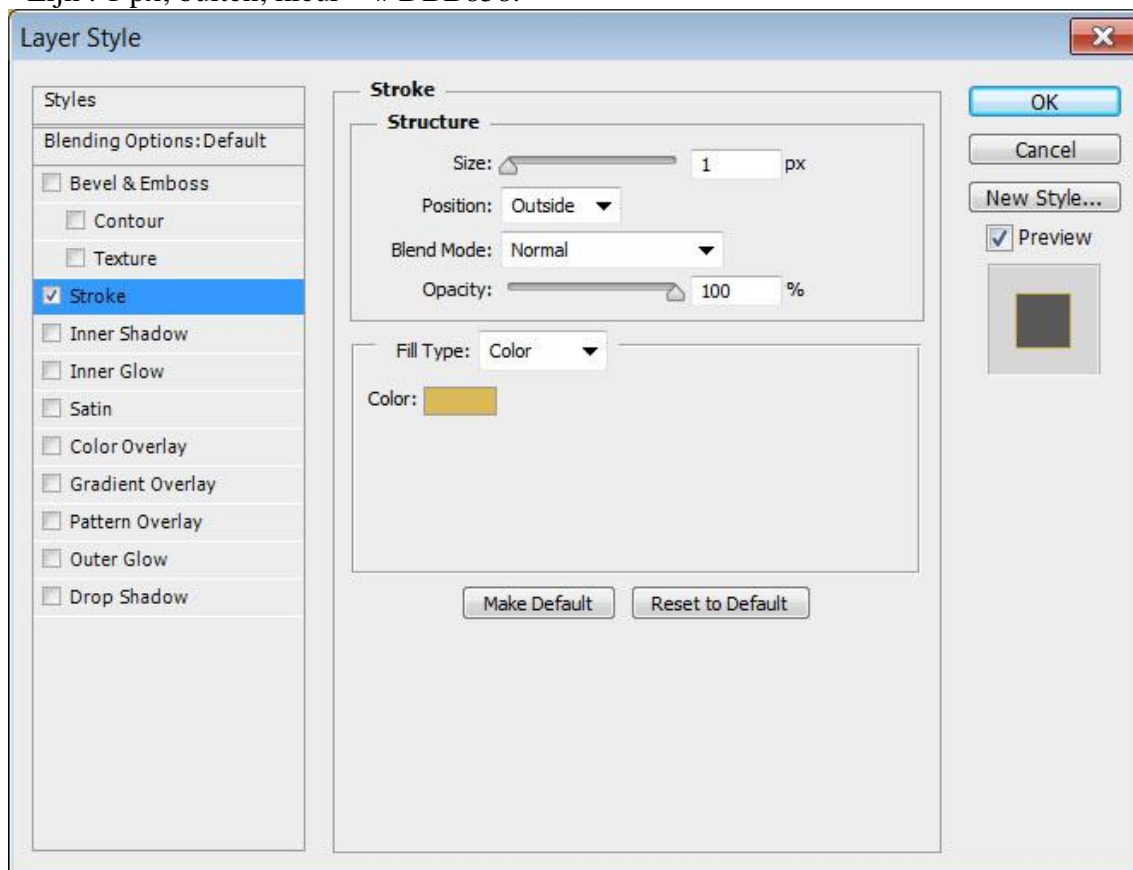 Layer Style
Styles
Blending Options:Default
Bevel & Emboss
Contour
Texture
Stroke
Inner Shadow
Inner Glow
Satin
Color Overlay
Gradient Overlay
Pattern Overlay
Outer Glow
Drop Shadow
Stroke
Structure
Size: 1 px
Position: Outside
Blend Mode: Normal
Opacity: 100 %
Fill Type: Color
Color:
Make Default Reset to Default
OK
Cancel
New Style...
Preview